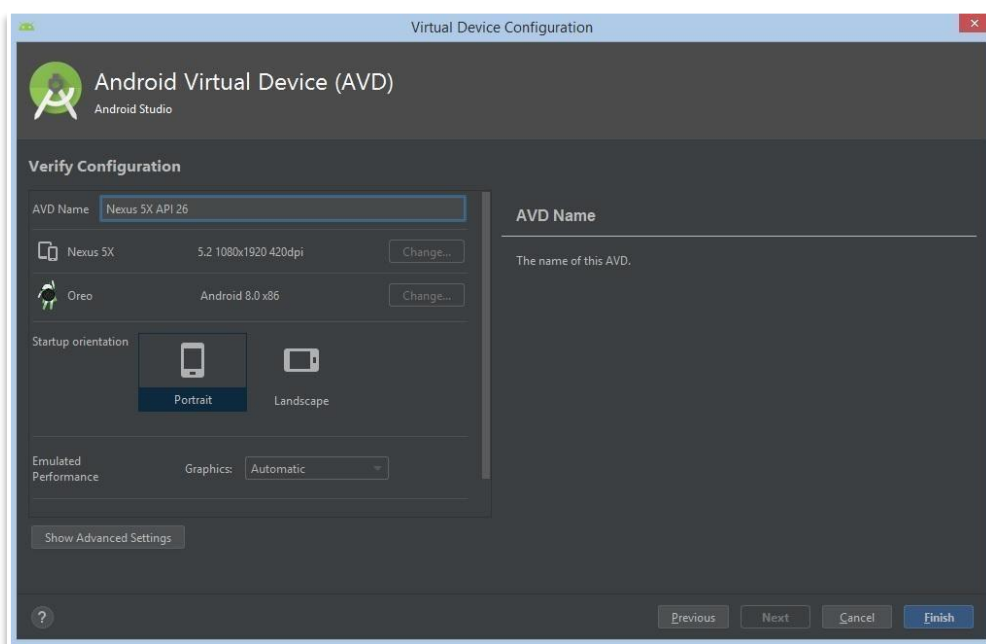 Virtual Device Configuration
Android Virtual Device (AVD)
Android Studio
Verify Configuration
AVD Name Nexus 5X API 26
Nexus 5X 5.2 1080x1920 420dpi Change...
Oreo Android 8.0 x86 Change...
Startup orientation
Portrait Landscape
Emulated
Performance
Graphics: Automatic
Show Advanced Settings
AVD Name
The name of this AVD.
? Previous Next Cancel Finish